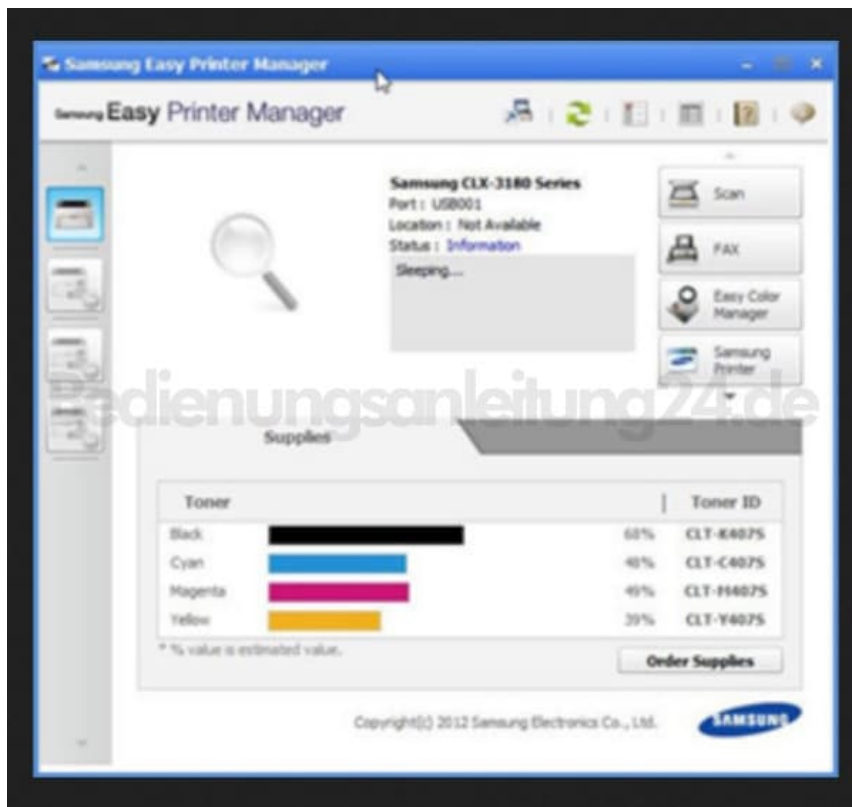 Samsung Easy Printer Manager
Samsung Easy Printer Manager
Samsung CLX-3180 Series
Port : USB001
Location : Not Available
Status : Information
Sleeping...
Scan
FAX
Easy Color
Manager
Samsung
Printer
Bedienungsanleitung24.de
Supplies
Toner | Toner ID
Black 68% CLT-K407S
Cyan 48% CLT-C407S
Magenta 49% CLT-M407S
Yellow 39% CLT-Y407S
* % value is estimated value.
Order Supplies
Copyright(c) 2012 Samsung Electronics Co., Ltd.
SAMSUNG